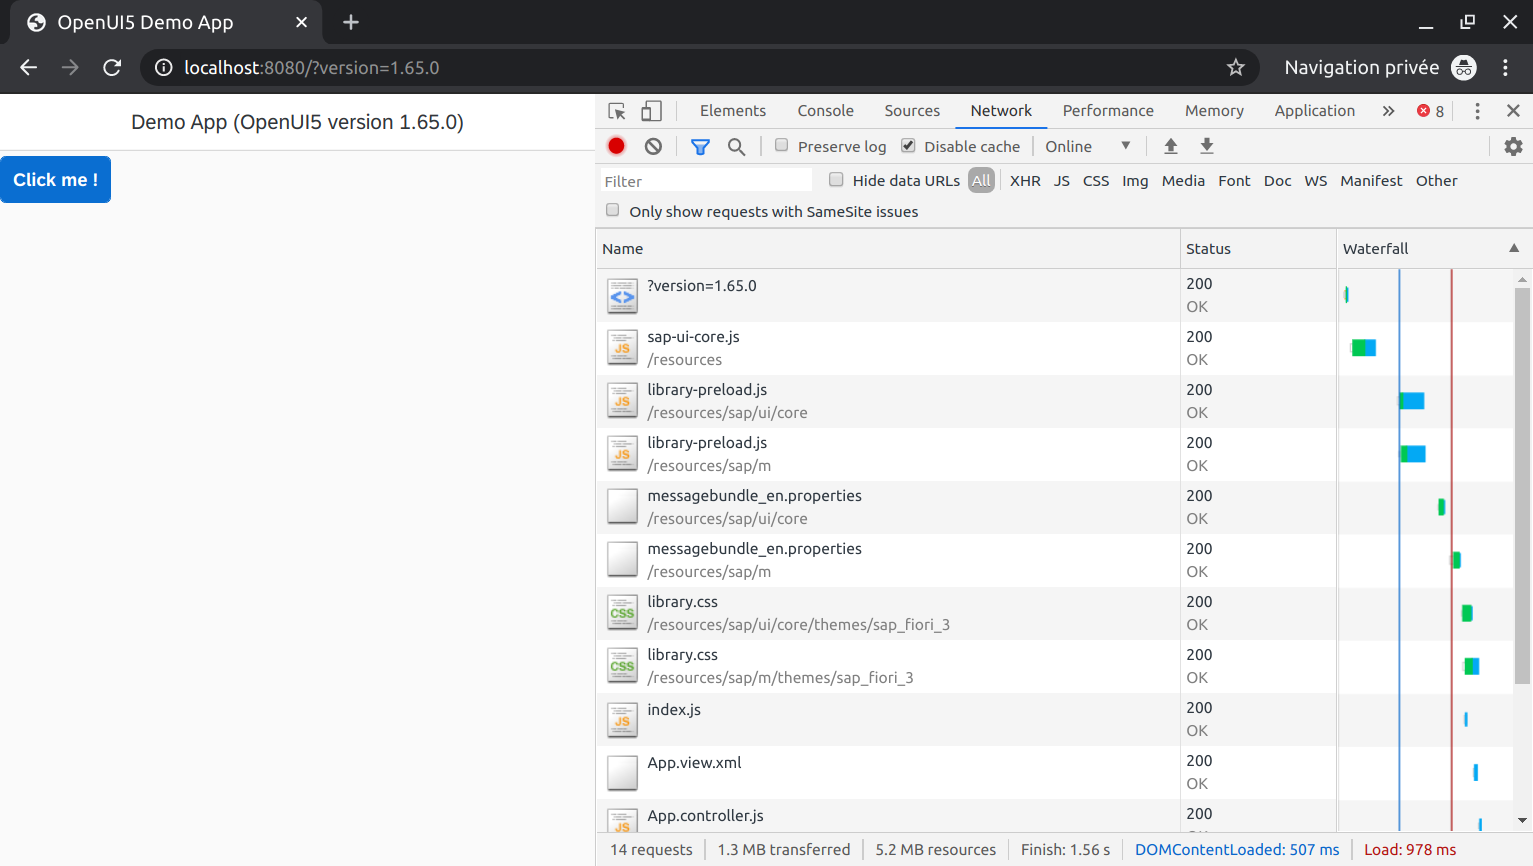 OpenUI5 Demo App
localhost:8080/?version=1.65.0
Navigation privée
Demo App (OpenUI5 version 1.65.0)
Click me !
Elements Console Sources Network Performance Memory Application » 8
Preserve log Disable cache Online
Filter Hide data URLs All XHR JS CSS Img Media Font Doc WS Manifest Other
Only show requests with SameSite issues
Name Status Waterfall
?version=1.65.0 200
OK
sap-ui-core.js 200
/resources OK
library-preload.js 200
/resources/sap/ui/core OK
library-preload.js 200
/resources/sap/m OK
messagebundle_en.properties 200
/resources/sap/ui/core OK
messagebundle_en.properties 200
/resources/sap/m OK
library.css 200
/resources/sap/ui/core/themes/sap_fiori_3 OK
library.css 200
/resources/sap/m/themes/sap_fiori_3 OK
index.js 200
OK
App.view.xml 200
OK
App.controller.js 200
14 requests 1.3 MB transferred 5.2 MB resources Finish: 1.56 s DOMContentLoaded: 507 ms Load: 978 ms